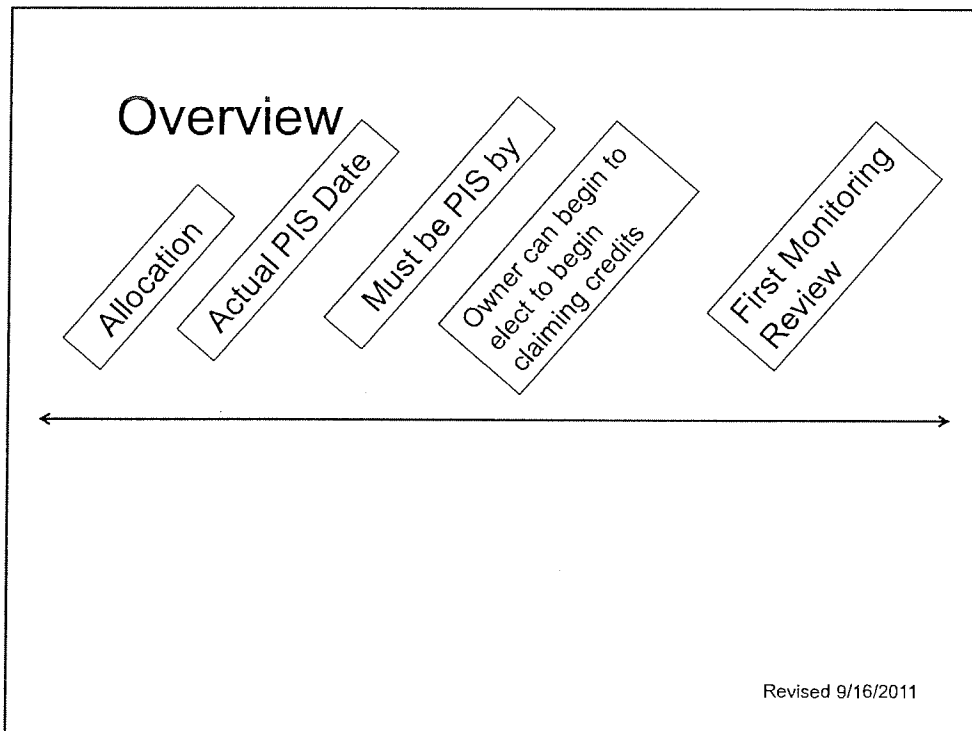 Overview
Allocation
Actual PIS Date
Must be PIS by
Owner can begin to
elect to begin
claiming credits
First Monitoring
Review
Revised 9/16/2011